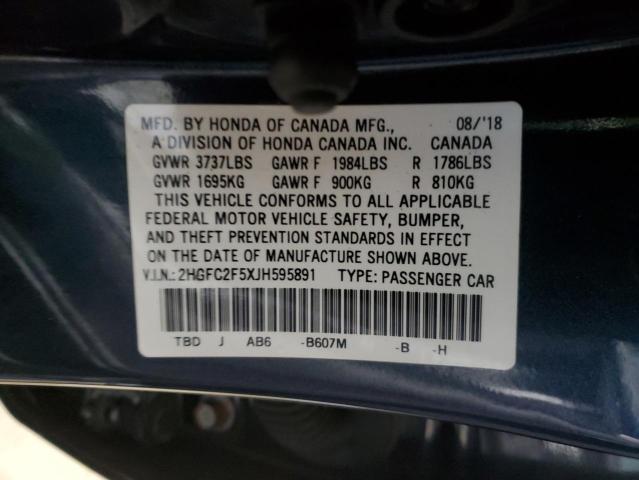 MFD. BY HONDA OF CANADA MFG., 08/'18
A DIVISION OF HONDA CANADA INC. CANADA
GVWR 3737LBS GAWR F 1984LBS R 1786LBS
GVWR 1695KG GAWR F 900KG R 810KG
THIS VEHICLE CONFORMS TO ALL APPLICABLE
FEDERAL MOTOR VEHICLE SAFETY, BUMPER,
AND THEFT PREVENTION STANDARDS IN EFFECT
ON THE DATE OF MANUFACTURE SHOWN ABOVE.
V.I.N.: 2HGFC2F5XJH595891 TYPE: PASSENGER CAR
TBD J AB6 -B607M -B -H